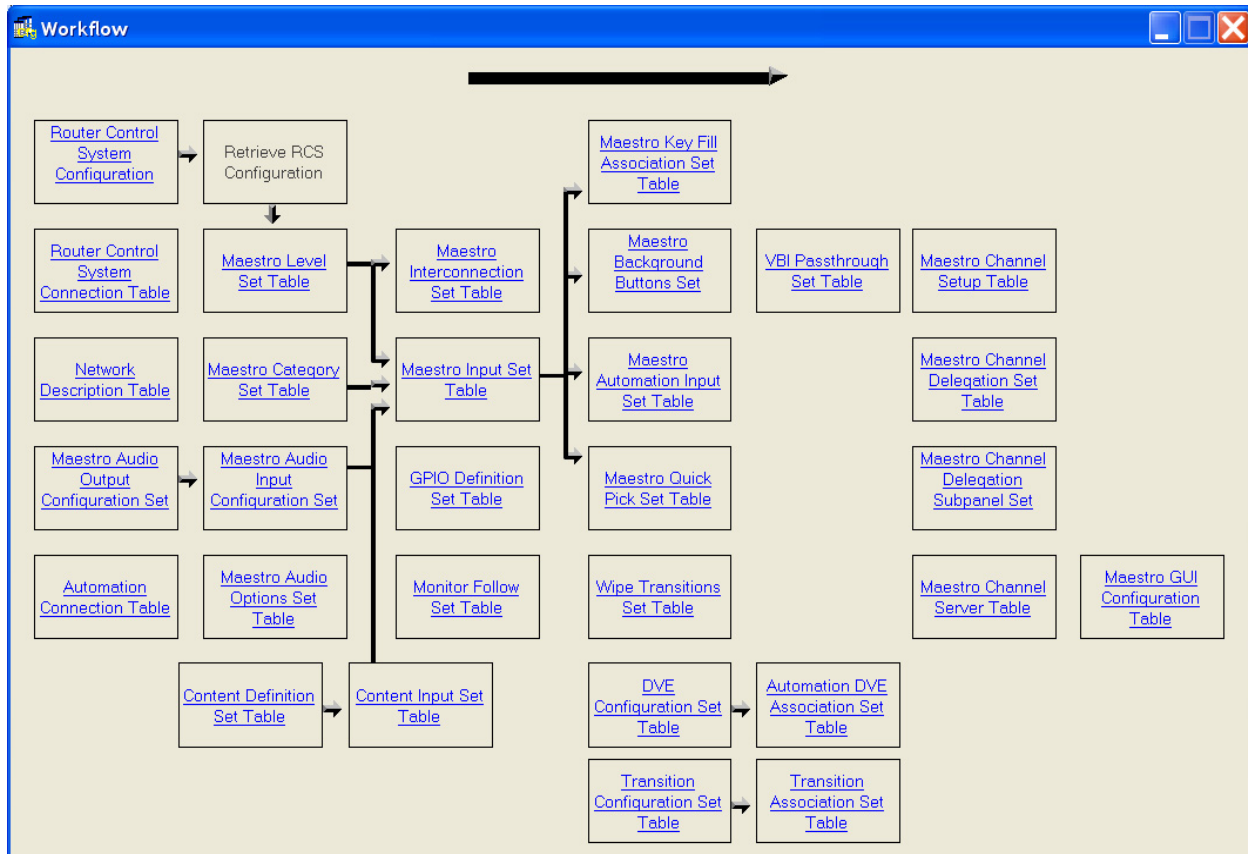 Workflow
Router Control
System
Configuration
Retrieve RCS
Configuration
Maestro Key Fill
Association Set
Table
Router Control
System
Connection Table
Maestro Level
Set Table
Maestro
Interconnection
Set Table
Maestro
Background
Buttons Set
VBI Passthrough
Set Table
Maestro Channel
Setup Table
Network
Description Table
Maestro Category
Set Table
Maestro Input Set
Table
Maestro
Automation Input
Set Table
Maestro Channel
Delegation Set
Table
Maestro Audio
Output
Configuration Set
Maestro Audio
Input
Configuration Set
GPIO Definition
Set Table
Maestro Quick
Pick Set Table
Maestro Channel
Delegation
Subpanel Set
Automation
Connection Table
Maestro Audio
Options Set
Table
Monitor Follow
Set Table
Wipe Transitions
Set Table
Maestro Channel
Server Table
Maestro GUI
Configuration
Table
Content Definition
Set Table
Content Input Set
Table
DVE
Configuration Set
Table
Automation DVE
Association Set
Table
Transition
Configuration Set
Table
Transition
Association Set
Table